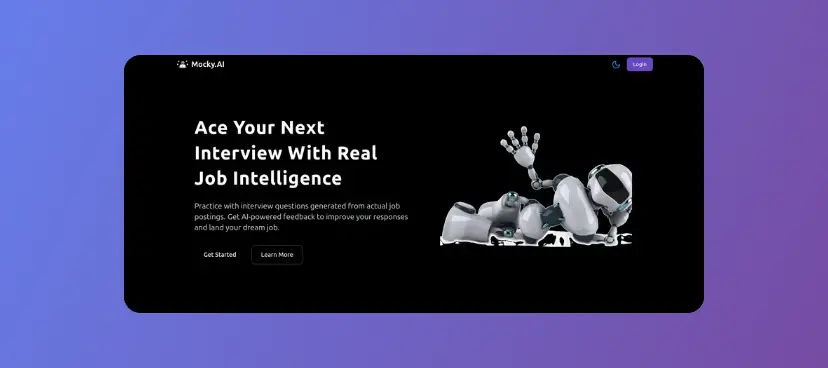 Mocky.AI
Login
Ace Your Next
Interview With Real
Job Intelligence
Practice with interview questions generated from actual job
postings. Get AI-powered feedback to improve your responses
and land your dream job.
Get Started
Learn More